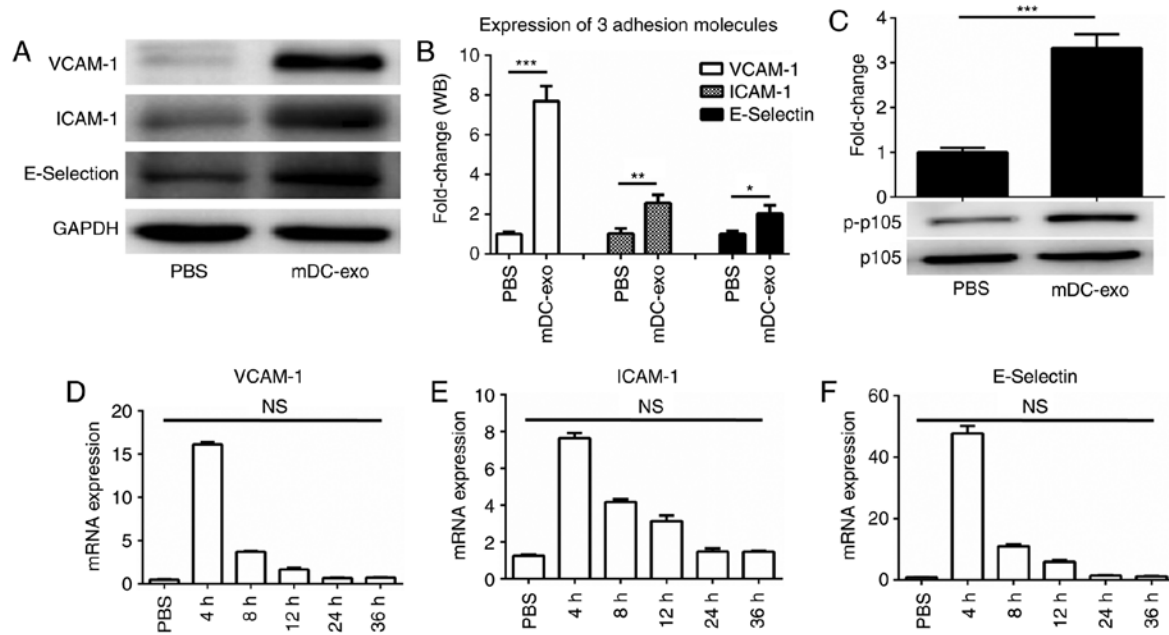 A
VCAM-1
ICAM-1
E-Selection
GAPDH
PBS mDC-exo
B
Expression of 3 adhesion molecules
Fold-change (WB)
10
8
6
4
2
0
***
**
*
VCAM-1
ICAM-1
E-Selectin
PBS
mDC-exo
PBS
mDC-exo
PBS
mDC-exo
C
Fold-change
4
3
2
1
0
***
p-p105
p105
PBS mDC-exo
D
VCAM-1
NS
mRNA expression
20
15
10
5
0
PBS
4 h
8 h
12 h
24 h
36 h
E
ICAM-1
NS
mRNA expression
10
8
6
4
2
0
PBS
4 h
8 h
12 h
24 h
36 h
F
E-Selectin
NS
mRNA expression
60
40
20
0
PBS
4 h
8 h
12 h
24 h
36 h